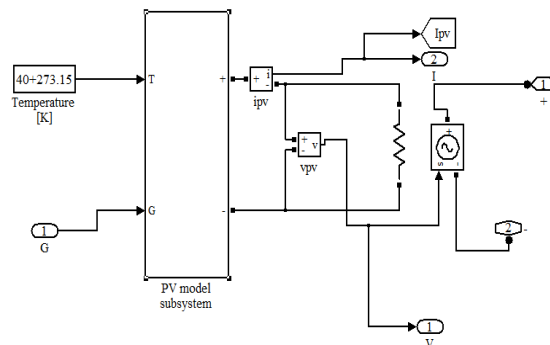 Ipv
2
I
40+273.15
Temperature
[K]
T
+
+
i
-
ipv
1
+
+
-
v
vpv
+
s
-
1
G
G
-
2
-
PV model
subsystem
1
V